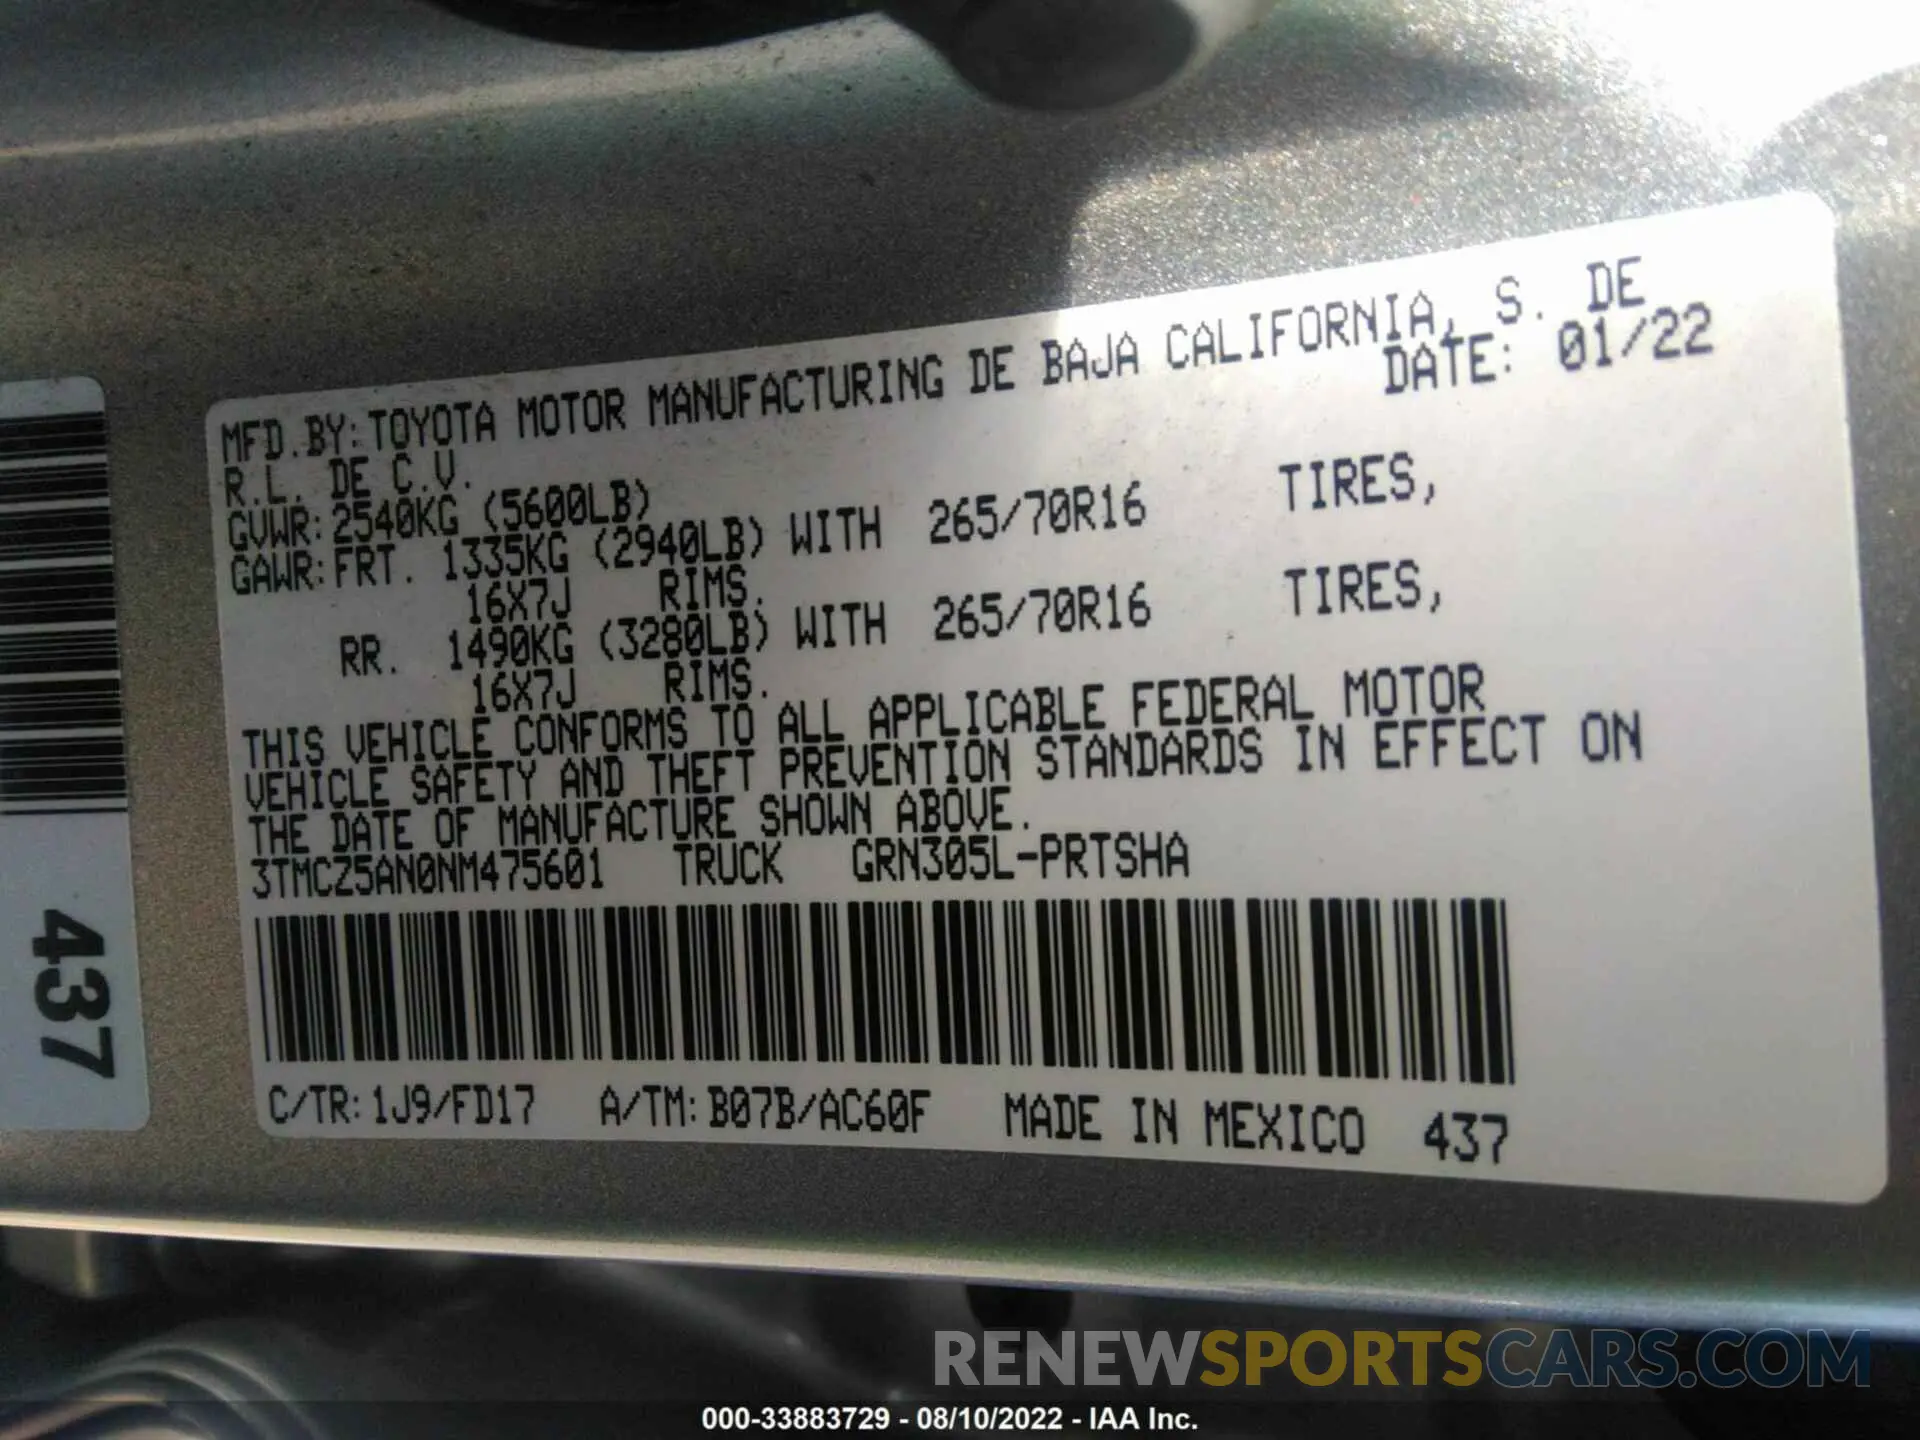 MFD.BY:TOYOTA MOTOR MANUFACTURING DE BAJA CALIFORNIA, S. DE
R.L. DE C.V. DATE: 01/22
GVWR:2540KG (5600LB)
GAWR:FRT. 1335KG (2940LB) WITH 265/70R16 TIRES,
16X7J RIMS.
RR. 1490KG (3280LB) WITH 265/70R16 TIRES,
16X7J RIMS.
THIS VEHICLE CONFORMS TO ALL APPLICABLE FEDERAL MOTOR
VEHICLE SAFETY AND THEFT PREVENTION STANDARDS IN EFFECT ON
THE DATE OF MANUFACTURE SHOWN ABOVE.
3TMCZ5AN0NM475601 TRUCK GRN305L-PRTSHA
C/TR:1J9/FD17 A/TM:B07B/AC60F MADE IN MEXICO 437
437
RENEWSPORTSCARS.COM
000-33883729 - 08/10/2022 - IAA Inc.